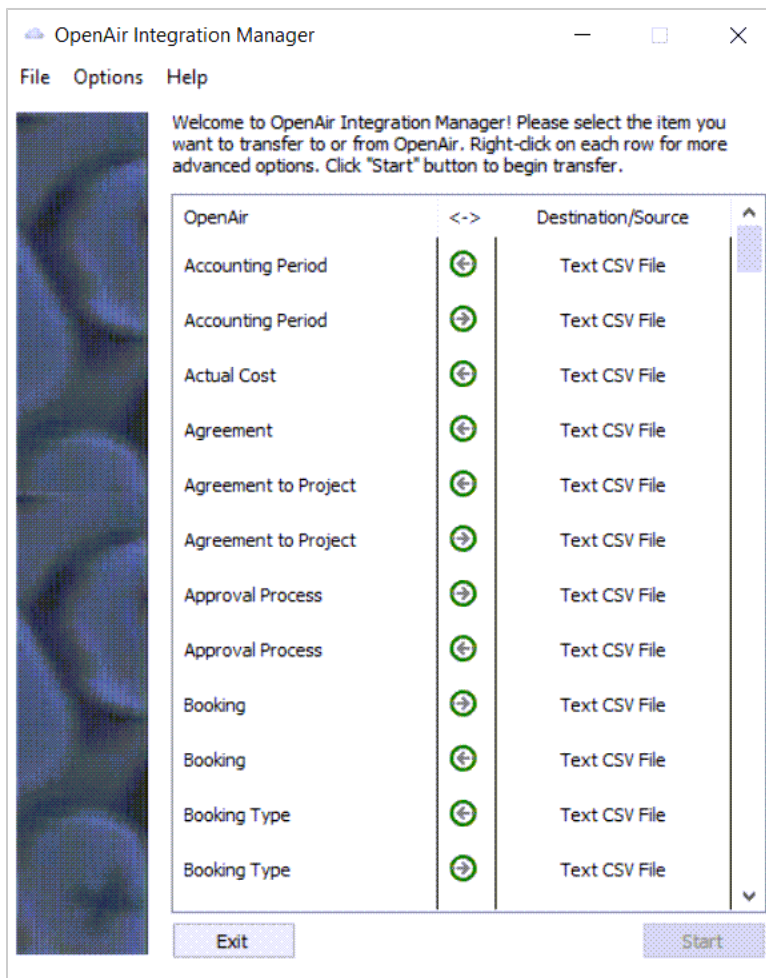 OpenAir Integration Manager
File Options Help
Welcome to OpenAir Integration Manager! Please select the item you
want to transfer to or from OpenAir. Right-click on each row for more
advanced options. Click "Start" button to begin transfer.
OpenAir <-> Destination/Source
Accounting Period Text CSV File
Accounting Period Text CSV File
Actual Cost Text CSV File
Agreement Text CSV File
Agreement to Project Text CSV File
Agreement to Project Text CSV File
Approval Process Text CSV File
Approval Process Text CSV File
Booking Text CSV File
Booking Text CSV File
Booking Type Text CSV File
Booking Type Text CSV File
Exit Start